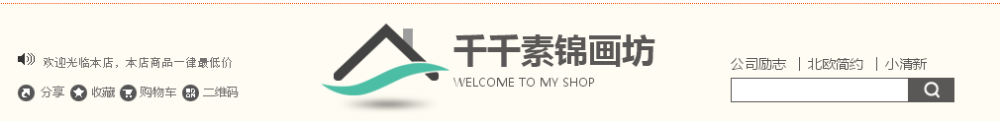 欢迎光临本店，本店商品一律最低价
分享 收藏 购物车 二维码
千千素锦画坊
WELCOME TO MY SHOP
公司励志 | 北欧简约 | 小清新